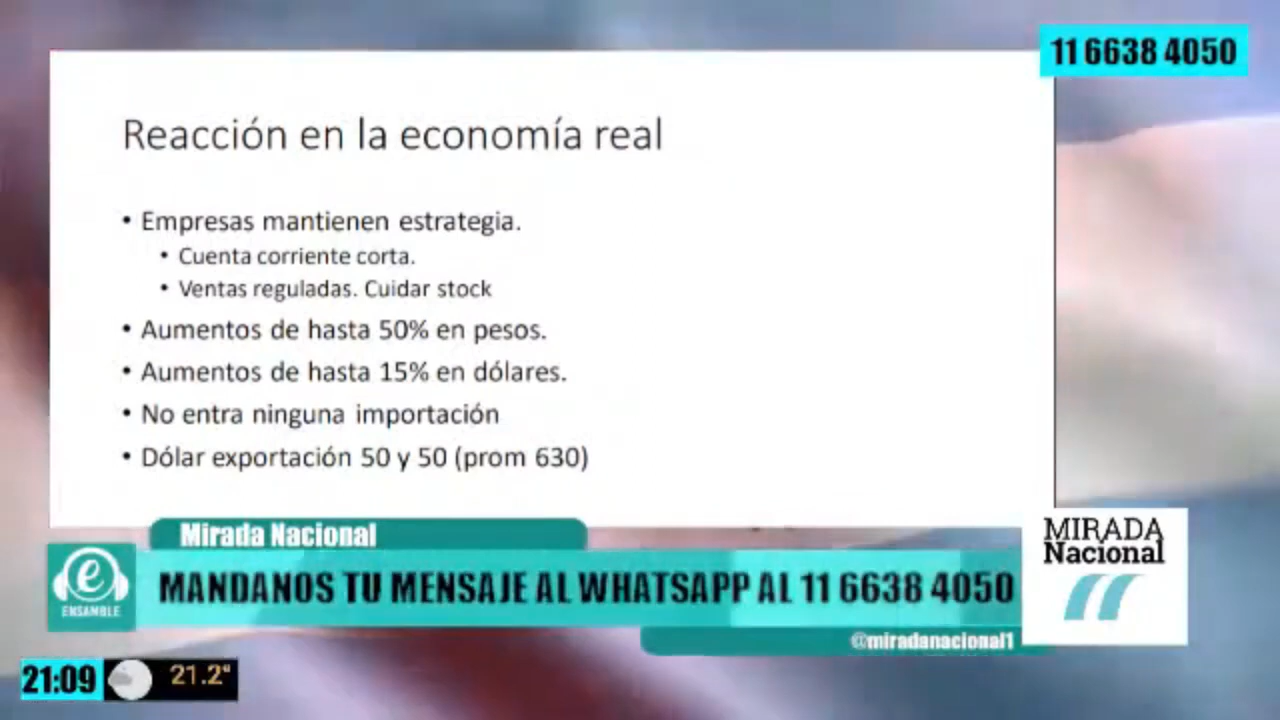 11 6638 4050
Reacción en la economía real
• Empresas mantienen estrategia.
• Cuenta corriente corta.
• Ventas reguladas. Cuidar stock
• Aumentos de hasta 50% en pesos.
• Aumentos de hasta 15% en dólares.
• No entra ninguna importación
• Dólar exportación 50 y 50 (prom 630)
Mirada Nacional
MIRADA
Nacional
e
ENSAMBLE
MANDANOS TU MENSAJE AL WHATSAPP AL 11 6638 4050
@miradanacional1
21:09
21.2°